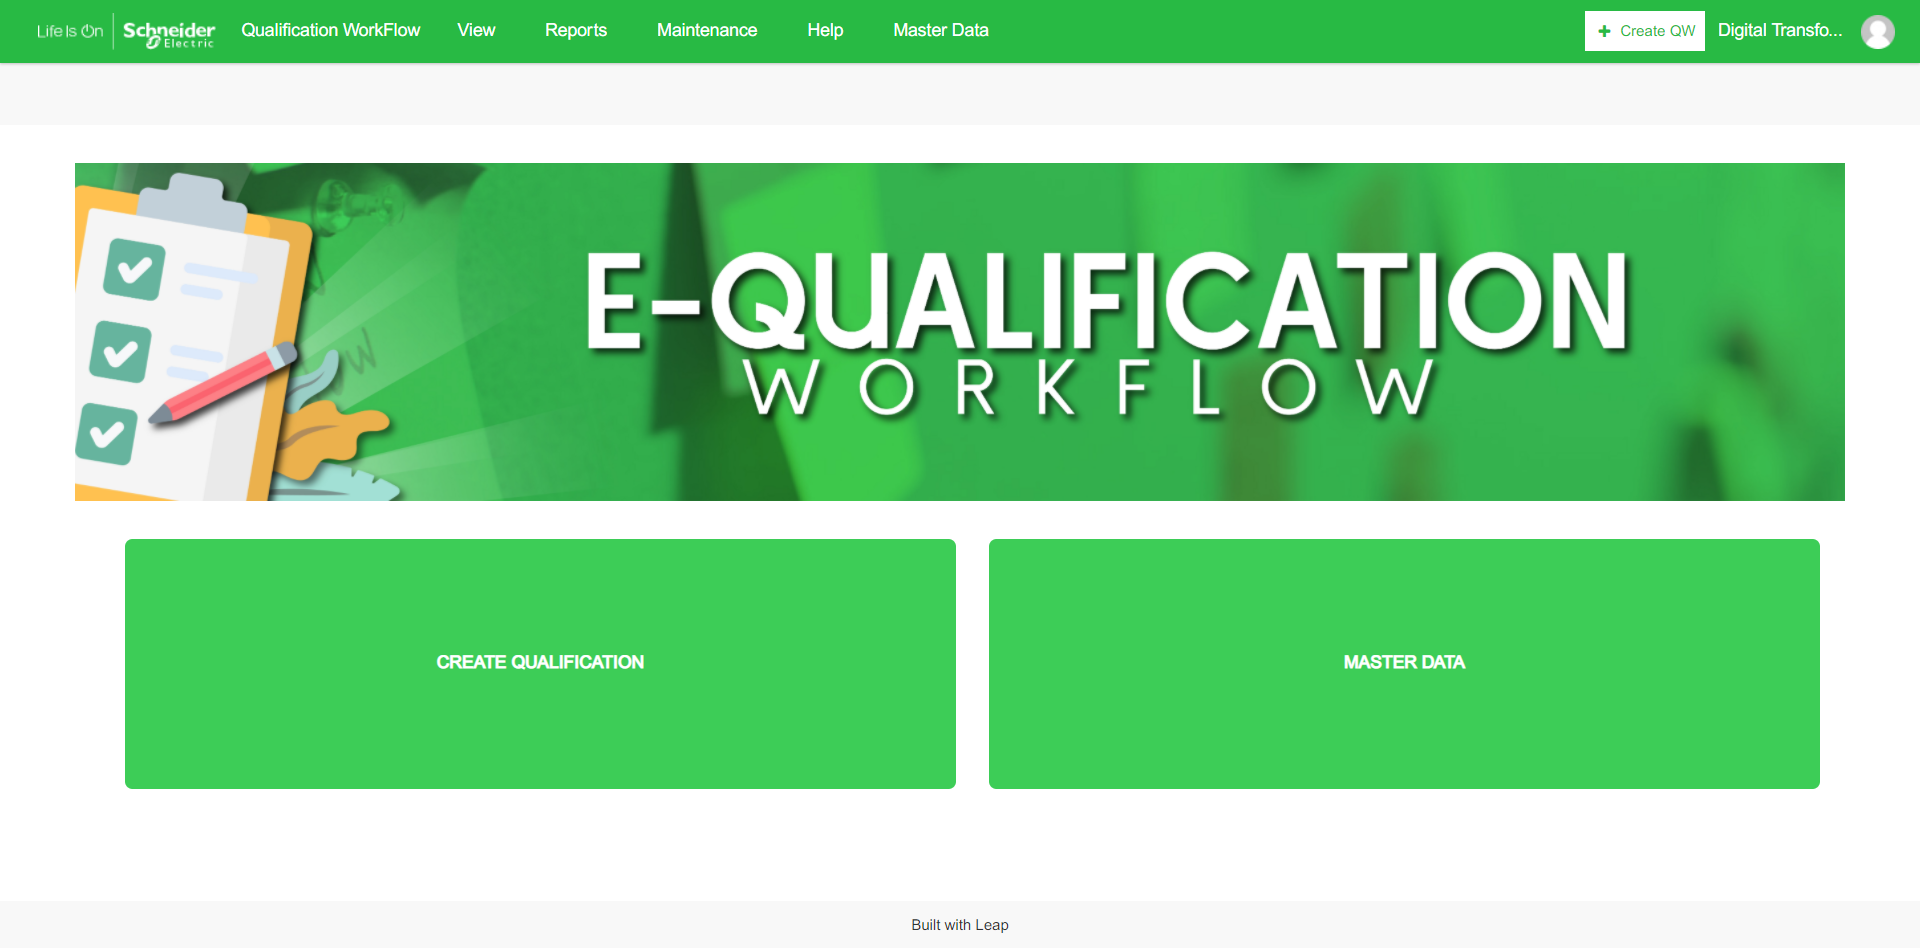 Life Is On Schneider Electric Qualification WorkFlow View Reports Maintenance Help Master Data Create QW Digital Transfo...
E-QUALIFICATION
WORKFLOW
CREATE QUALIFICATION MASTER DATA
Built with Leap